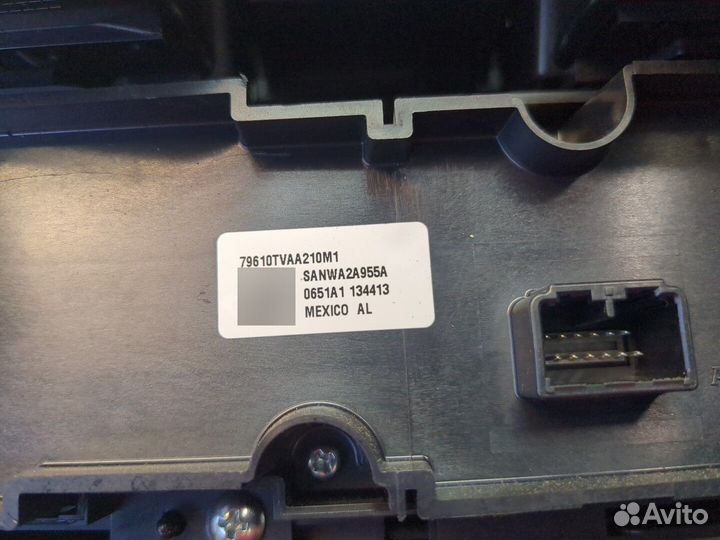 79610TVAA210M1
SANWA2A955A
0651A1 134413
MEXICO AL
Avito